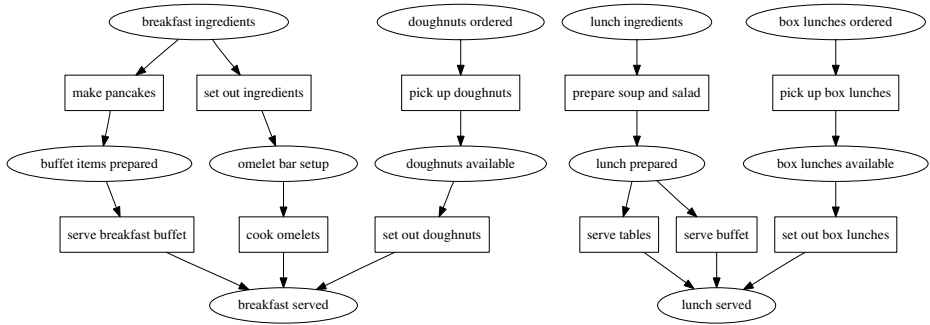 breakfast ingredients
doughnuts ordered
lunch ingredients
box lunches ordered
make pancakes
set out ingredients
pick up doughnuts
prepare soup and salad
pick up box lunches
buffet items prepared
omelet bar setup
doughnuts available
lunch prepared
box lunches available
serve breakfast buffet
cook omelets
set out doughnuts
serve tables
serve buffet
set out box lunches
breakfast served
lunch served